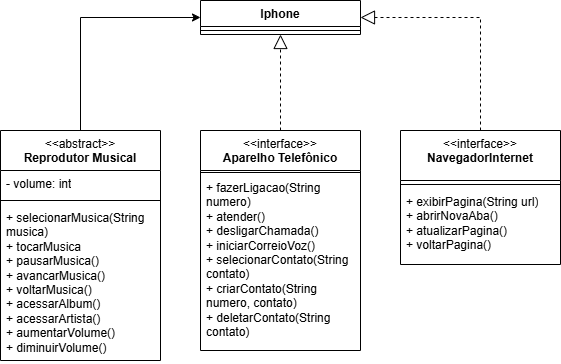 Iphone
<<abstract>>
Reprodutor Musical
- volume: int
+ selecionarMusica(String
musica)
+ tocarMusica
+ pausarMusica()
+ avancarMusica()
+ voltarMusica()
+ acessarAlbum()
+ acessarArtista()
+ aumentarVolume()
+ diminuirVolume()
<<interface>>
Aparelho Telefônico
+ fazerLigacao(String
numero)
+ atender()
+ desligarChamada()
+ iniciarCorreioVoz()
+ selecionarContato(String
contato)
+ criarContato(String
numero, contato)
+ deletarContato(String
contato)
<<interface>>
NavegadorInternet
+ exibirPagina(String url)
+ abrirNovaAba()
+ atualizarPagina()
+ voltarPagina()